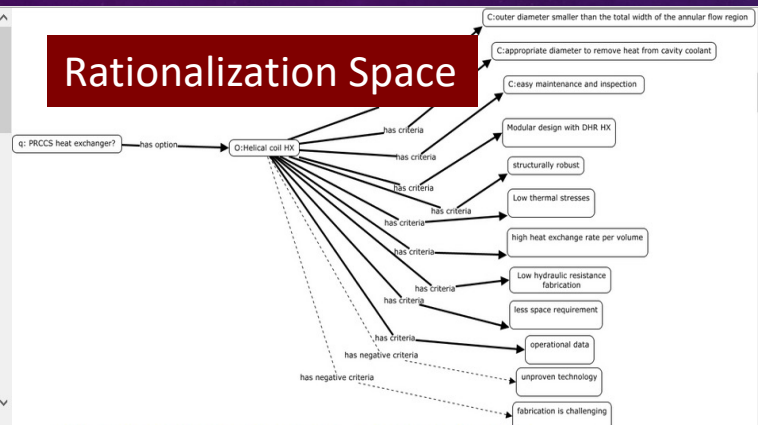 C:outer diameter smaller than the total width of the annular flow region
Rationalization Space
C:appropriate diameter to remove heat from cavity coolant
C:easy maintenance and inspection
has criteria
Modular design with DHR HX
q: PRCCS heat exchanger?
has option
O:Helical coil HX
has criteria
structurally robust
has criteria
Low thermal stresses
has criteria
has criteria
high heat exchange rate per volume
has criteria
Low hydraulic resistance
fabrication
has criteria
has criteria
less space requirement
has criteria
operational data
has negative criteria
unproven technology
has negative criteria
fabrication is challenging